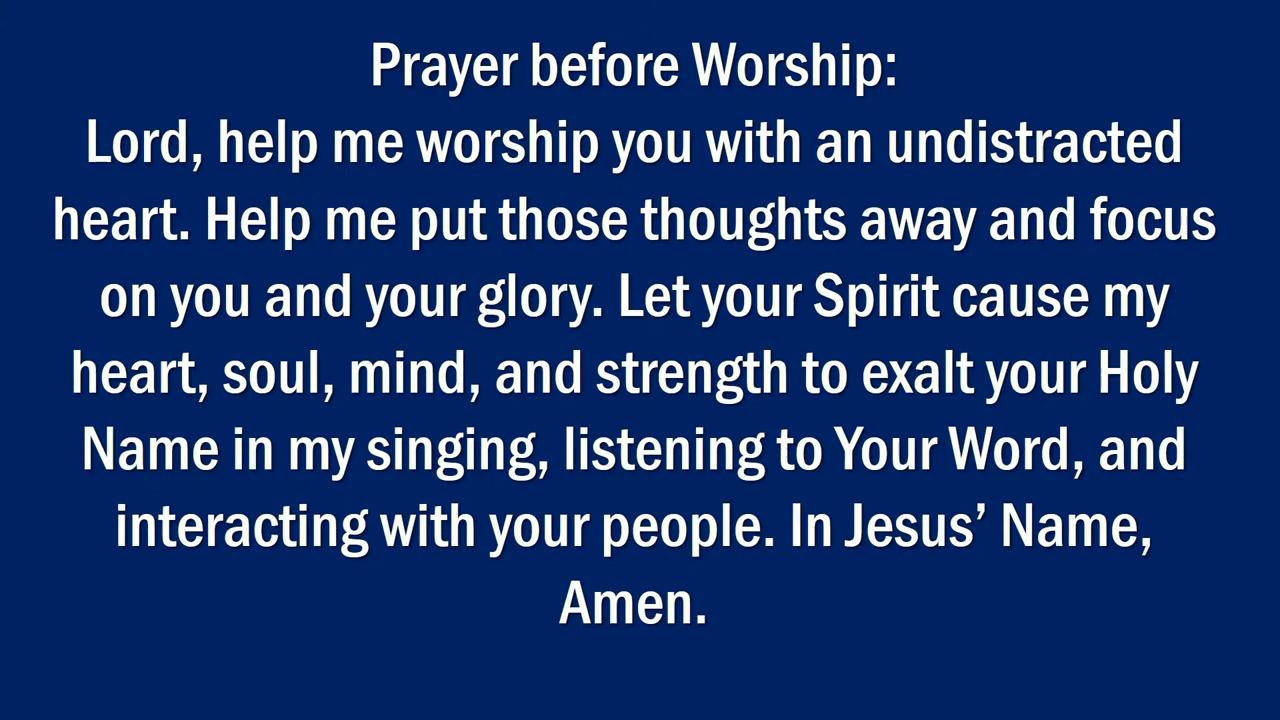 Prayer before Worship:
Lord, help me worship you with an undistracted
heart. Help me put those thoughts away and focus
on you and your glory. Let your Spirit cause my
heart, soul, mind, and strength to exalt your Holy
Name in my singing, listening to Your Word, and
interacting with your people. In Jesus’ Name,
Amen.